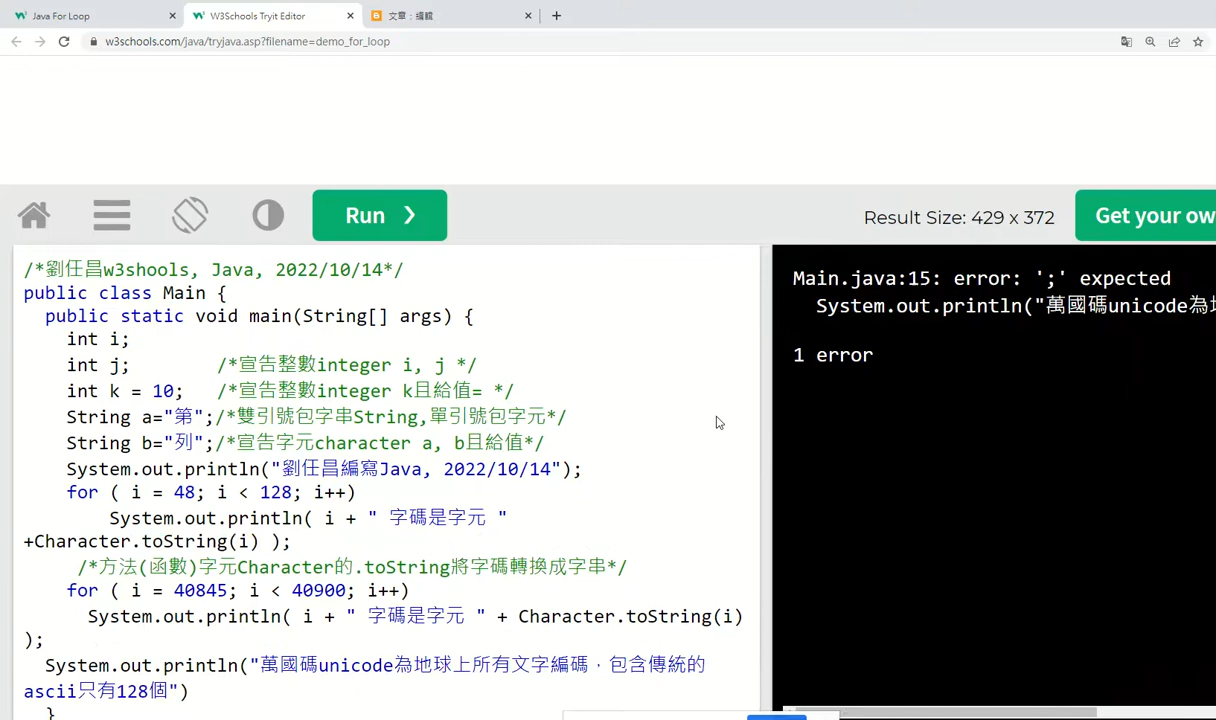 Java For Loop
W3Schools Tryit Editor
文章：編輯
w3schools.com/java/tryjava.asp?filename=demo_for_loop
Run ❯
Result Size: 429 x 372
Get your ow
/*劉任昌w3shools, Java, 2022/10/14*/
public class Main {
public static void main(String[] args) {
int i;
int j; /*宣告整數integer i, j */
int k = 10; /*宣告整數integer k且給值= */
String a="第";/*雙引號包字串String,單引號包字元*/
String b="列";/*宣告字元character a, b且給值*/
System.out.println("劉任昌編寫Java, 2022/10/14");
for ( i = 48; i < 128; i++)
System.out.println( i + " 字碼是字元 "
+Character.toString(i) );
/*方法(函數)字元Character的.toString將字碼轉換成字串*/
for ( i = 40845; i < 40900; i++)
System.out.println( i + " 字碼是字元 " + Character.toString(i)
);
System.out.println("萬國碼unicode為地球上所有文字編碼，包含傳統的
ascii只有128個")
}
Main.java:15: error: ';' expected
System.out.println("萬國碼unicode為地
1 error